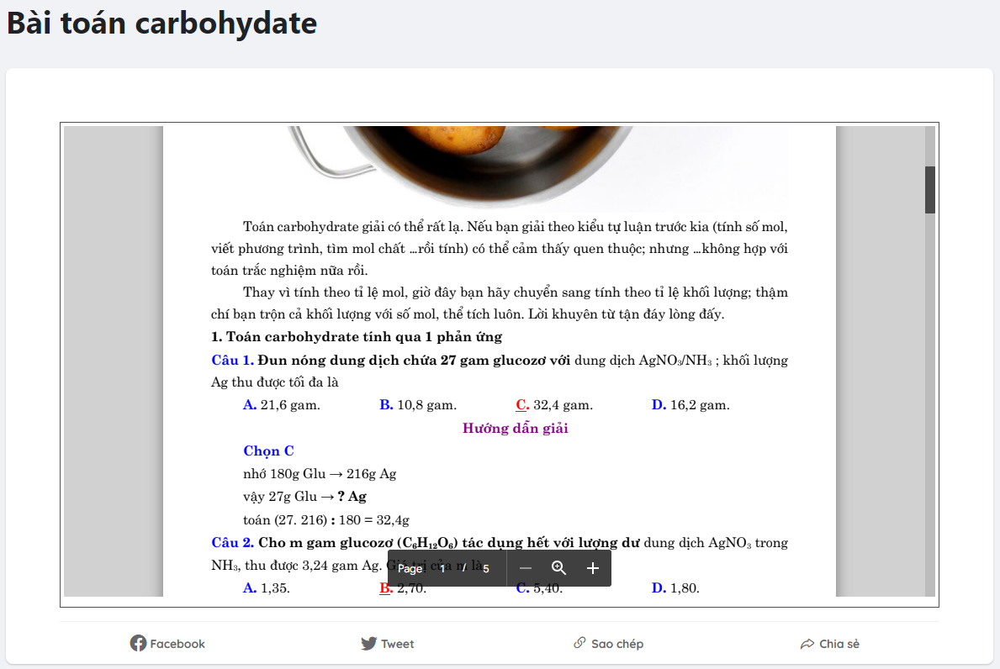 Bài toán carbohydate
Toán carbohydrate giải có thể rất lạ. Nếu bạn giải theo kiểu tự luận trước kia (tính số mol,
viết phương trình, tìm mol chất ...rồi tính) có thể cảm thấy quen thuộc; nhưng ...không hợp với
toán trắc nghiệm nữa rồi.
Thay vì tính theo tỉ lệ mol, giờ đây bạn hãy chuyển sang tính theo tỉ lệ khối lượng; thậm
chí bạn trộn cả khối lượng với số mol, thể tích luôn. Lời khuyên từ tận đáy lòng đấy.
1. Toán carbohydrate tính qua 1 phản ứng
Câu 1. Đun nóng dung dịch chứa 27 gam glucozơ với dung dịch AgNO₃/NH₃ ; khối lượng
Ag thu được tối đa là
A. 21,6 gam. B. 10,8 gam. C. 32,4 gam. D. 16,2 gam.
Hướng dẫn giải
Chọn C
nhớ 180g Glu → 216g Ag
vậy 27g Glu → ? Ag
toán (27. 216) : 180 = 32,4g
Câu 2. Cho m gam glucozơ (C₆H₁₂O₆) tác dụng hết với lượng dư dung dịch AgNO₃ trong
NH₃, thu được 3,24 gam Ag. Giá trị của m là
Page 1 / 5
A. 1,35. B. 2,70. C. 5,40. D. 1,80.
Facebook Tweet Sao chép Chia sẻ